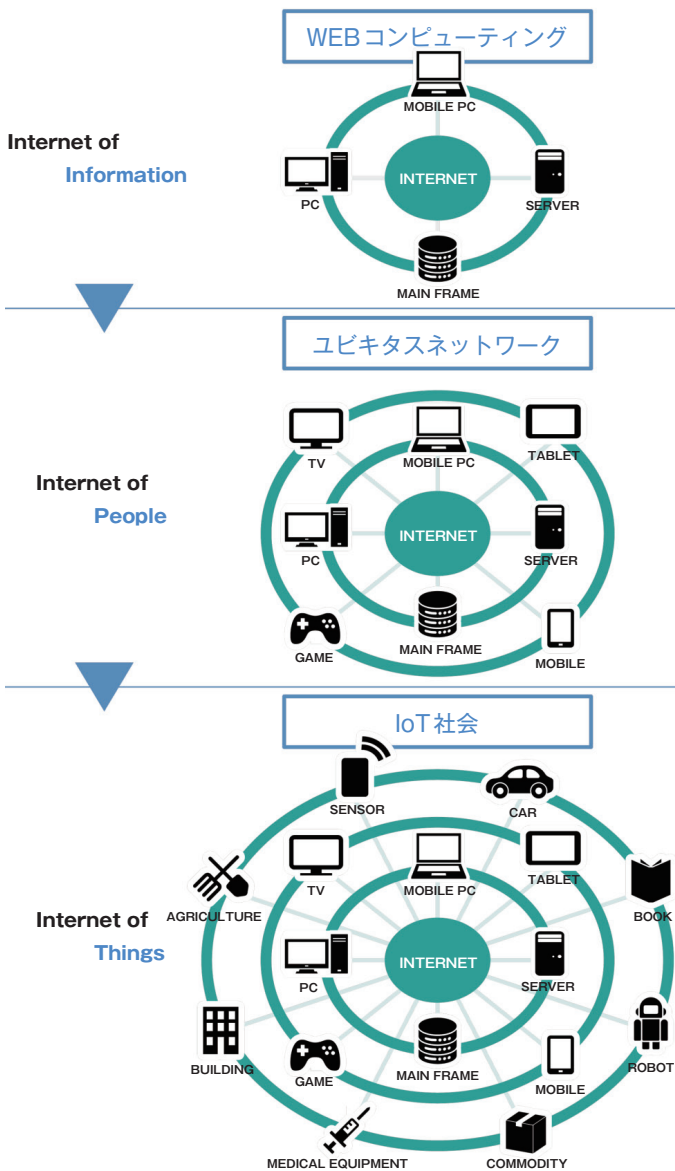 WEBコンピューティング
MOBILE PC
Internet of
Information
INTERNET
PC
SERVER
MAIN FRAME
ユビキタスネットワーク
TV
MOBILE PC
TABLET
Internet of
People
INTERNET
PC
SERVER
GAME
MAIN FRAME
MOBILE
IoT社会
SENSOR
CAR
TV
MOBILE PC
TABLET
AGRICULTURE
BOOK
Internet of
Things
INTERNET
PC
SERVER
BUILDING
GAME
MAIN FRAME
MOBILE
ROBOT
MEDICAL EQUIPMENT
COMMODITY